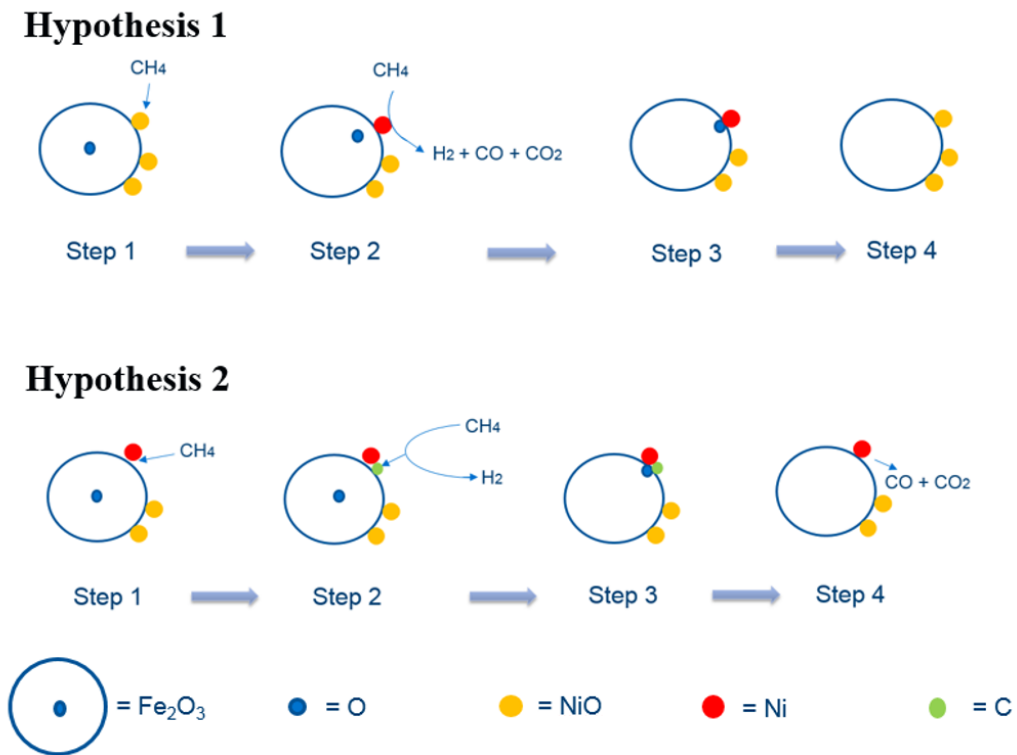 Hypothesis 1
CH4
CH4
H2 + CO + CO2
Step 1
Step 2
Step 3
Step 4
Hypothesis 2
CH4
CH4
H2
CO + CO2
Step 1
Step 2
Step 3
Step 4
= Fe2O3
= O
= NiO
= Ni
= C